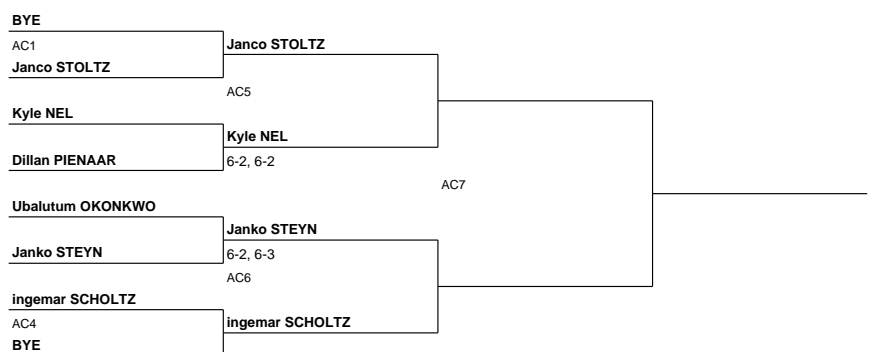 BYE
AC1
Janco STOLTZ
Janco STOLTZ
AC5
Kyle NEL
Kyle NEL
Dillan PIENAAR
6-2, 6-2
AC7
Ubalutum OKONKWO
Janko STEYN
Janko STEYN
6-2, 6-3
AC6
ingemar SCHOLTZ
AC4
ingemar SCHOLTZ
BYE